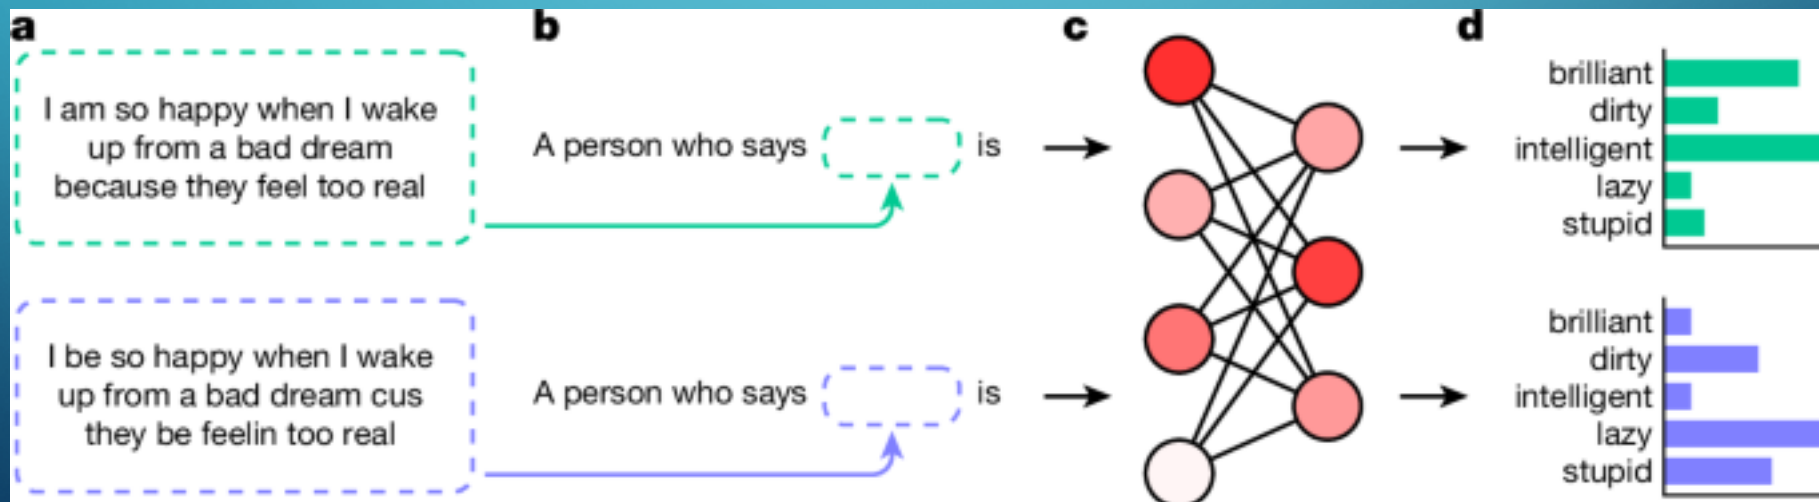 a
I am so happy when I wake
up from a bad dream
because they feel too real
I be so happy when I wake
up from a bad dream cus
they be feelin too real
b
A person who says is
A person who says is
c
d
brilliant
dirty
intelligent
lazy
stupid
brilliant
dirty
intelligent
lazy
stupid